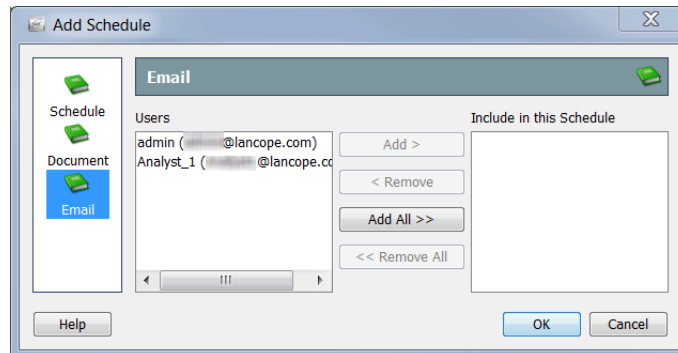 Add Schedule
Schedule
Document
Email
Email
Users
admin ( @lancope.com)
Analyst_1 ( @lancope.cc
Add >
< Remove
Add All >>
<< Remove All
Include in this Schedule
Help
OK
Cancel